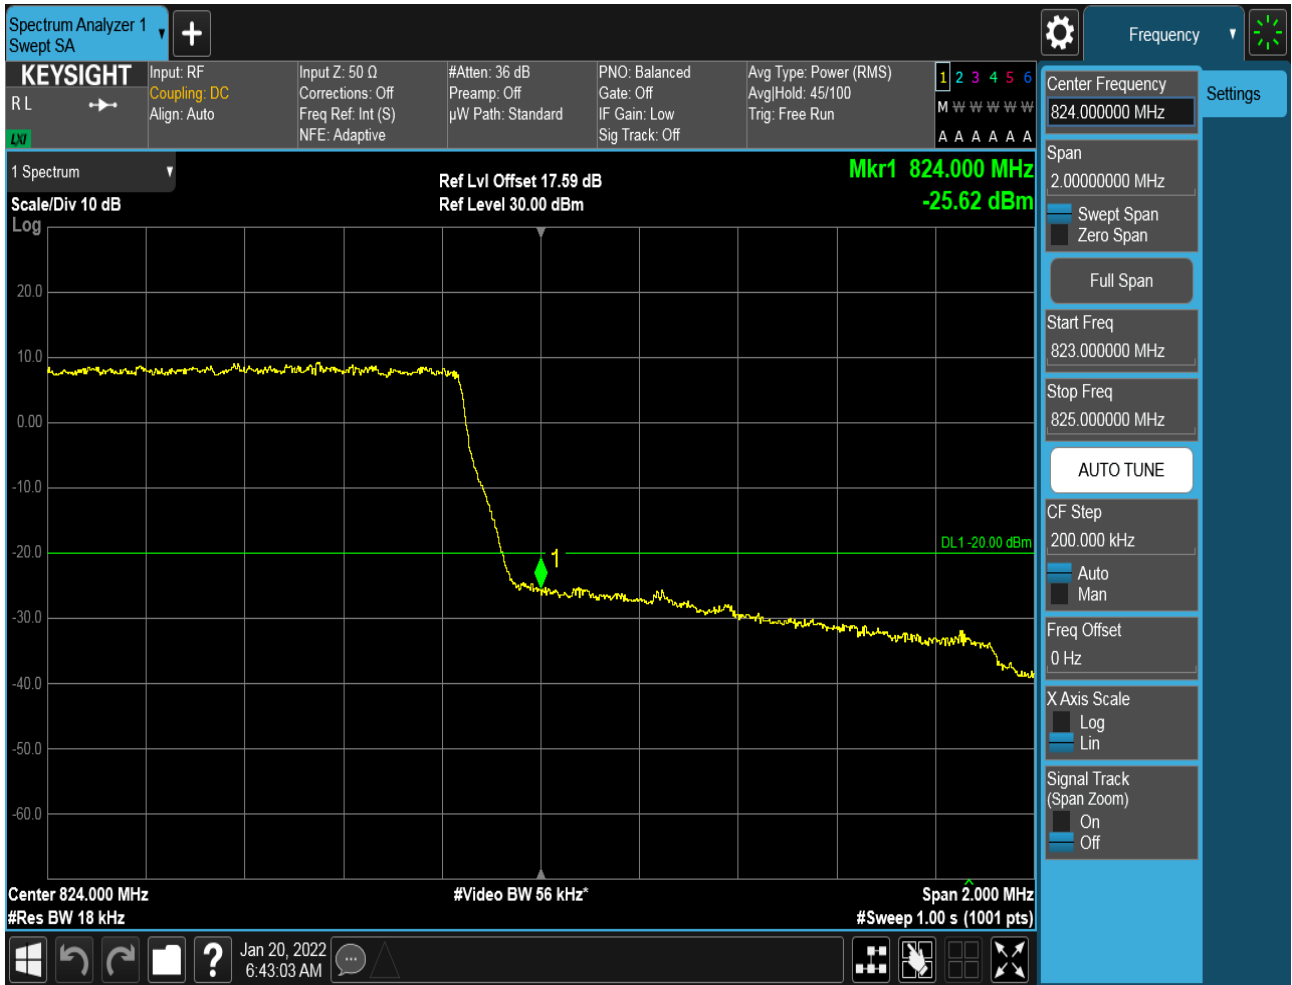 Spectrum Analyzer 1
Swept SA
+
Frequency
KEYSIGHT
R L
LXI
Input: RF
Coupling: DC
Align: Auto
Input Z: 50 Ω
Corrections: Off
Freq Ref: Int (S)
NFE: Adaptive
#Atten: 36 dB
Preamp: Off
µW Path: Standard
PNO: Balanced
Gate: Off
IF Gain: Low
Sig Track: Off
Avg Type: Power (RMS)
Avg|Hold: 45/100
Trig: Free Run
1 2 3 4 5 6
M W W W W W
A A A A A A
1 Spectrum
Scale/Div 10 dB
Log
Ref Lvl Offset 17.59 dB
Ref Level 30.00 dBm
Mkr1 824.000 MHz
-25.62 dBm
20.0
10.0
0.00
-10.0
-20.0
-30.0
-40.0
-50.0
-60.0
1
DL1 -20.00 dBm
Center 824.000 MHz
#Res BW 18 kHz
#Video BW 56 kHz*
Span 2.000 MHz
#Sweep 1.00 s (1001 pts)
Center Frequency
824.000000 MHz
Settings
Span
2.00000000 MHz
Swept Span
Zero Span
Full Span
Start Freq
823.000000 MHz
Stop Freq
825.000000 MHz
AUTO TUNE
CF Step
200.000 kHz
Auto
Man
Freq Offset
0 Hz
X Axis Scale
Log
Lin
Signal Track
(Span Zoom)
On
Off
?
Jan 20, 2022
6:43:03 AM